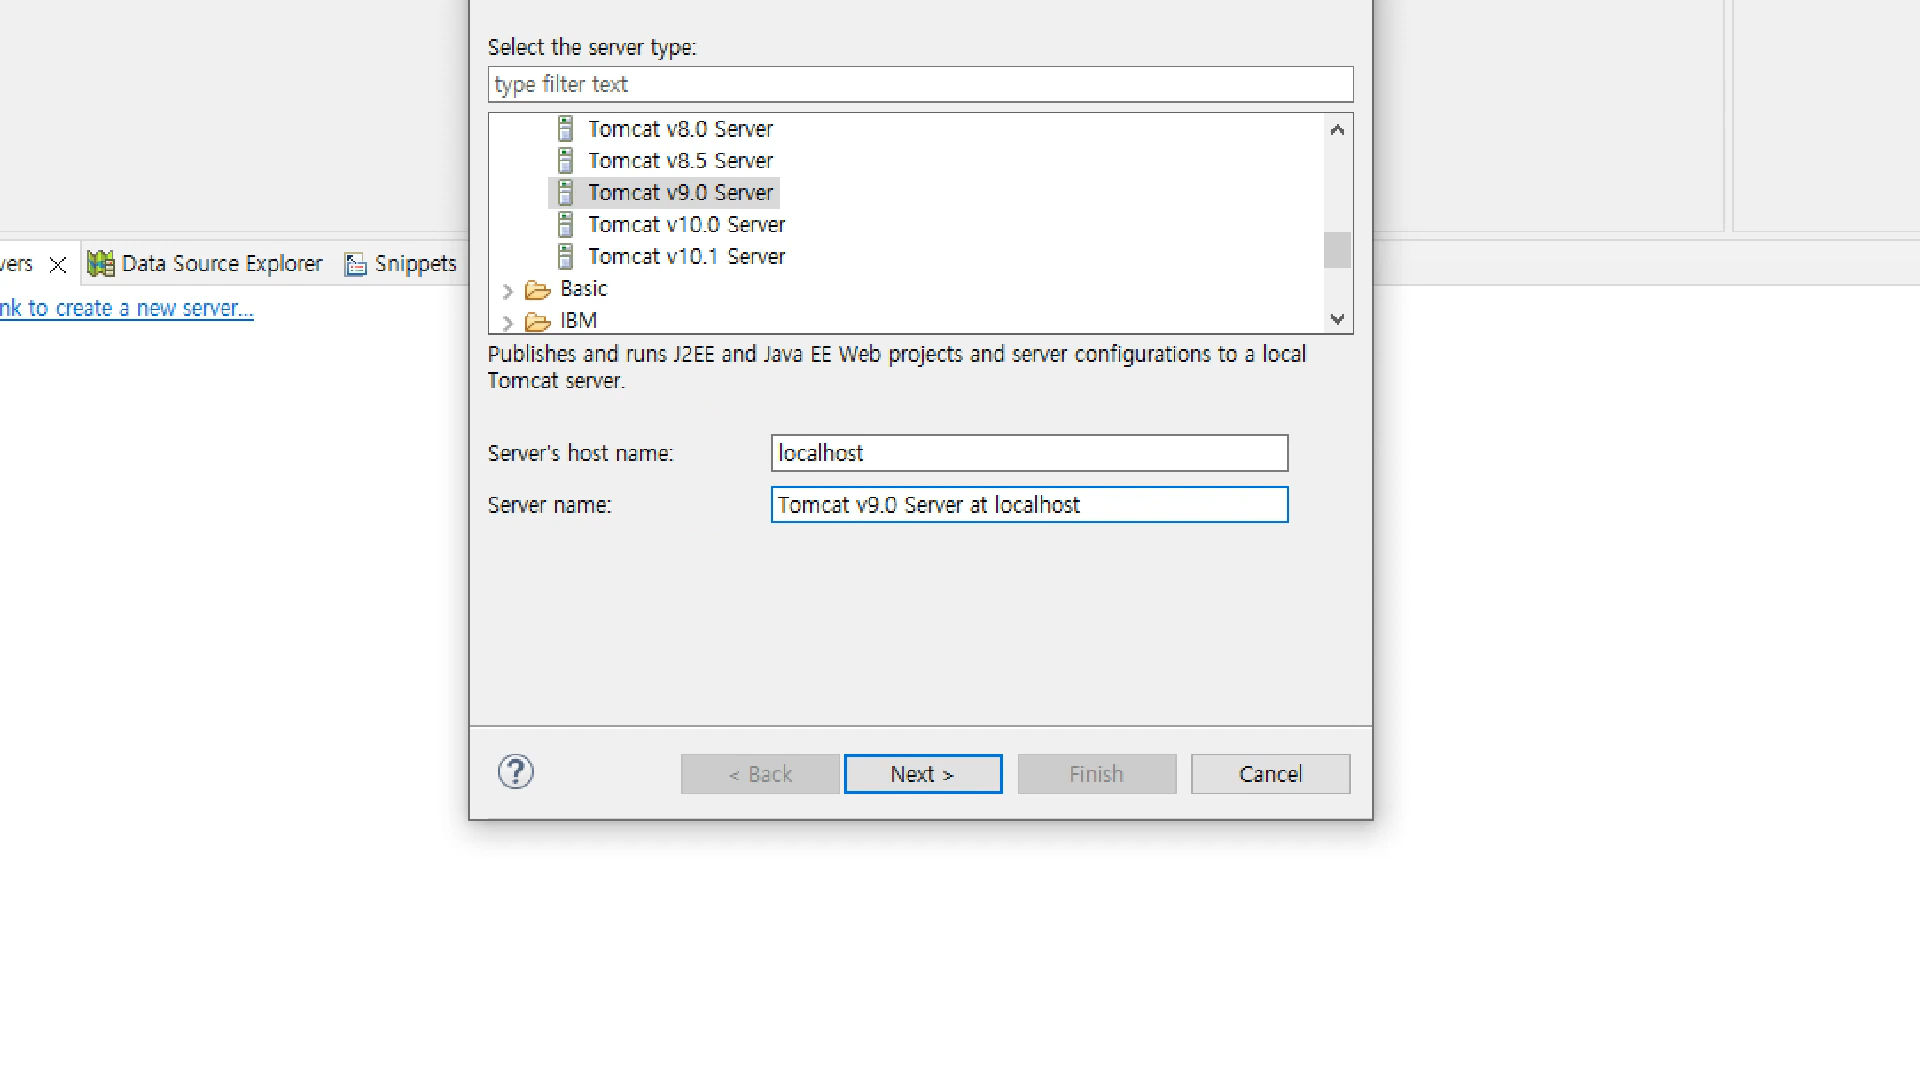 Select the server type:
type filter text
Tomcat v8.0 Server
Tomcat v8.5 Server
Tomcat v9.0 Server
Tomcat v10.0 Server
Tomcat v10.1 Server
Basic
IBM
Publishes and runs J2EE and Java EE Web projects and server configurations to a local
Tomcat server.
Server's host name: localhost
Server name: Tomcat v9.0 Server at localhost
< Back Next > Finish Cancel
vers Data Source Explorer Snippets
nk to create a new server...